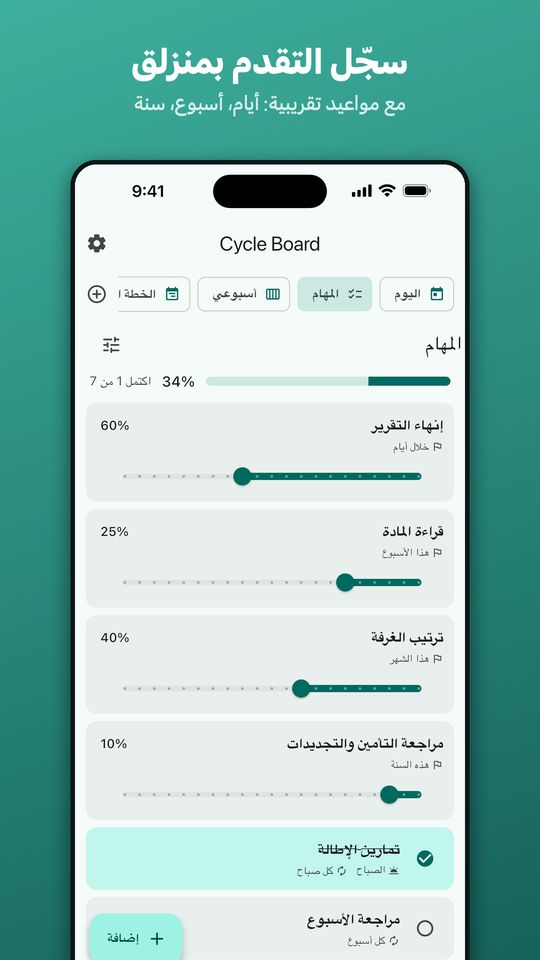 سجّل التقدم بمنزلق
مع مواعيد تقريبية: أيام، أسبوع، سنة
9:41
Cycle Board
اليوم
المهام
أسبوعي
الخطة ا
المهام
34% اكتمل 1 من 7
إنهاء التقرير 60%
خلال أيام
قراءة المادة 25%
هذا الأسبوع
ترتيب الغرفة 40%
هذا الشهر
مراجعة التأمين والتجديدات 10%
هذه السنة
تمارين الإطالة
الصباح كل صباح
مراجعة الأسبوع
كل أسبوع
إضافة